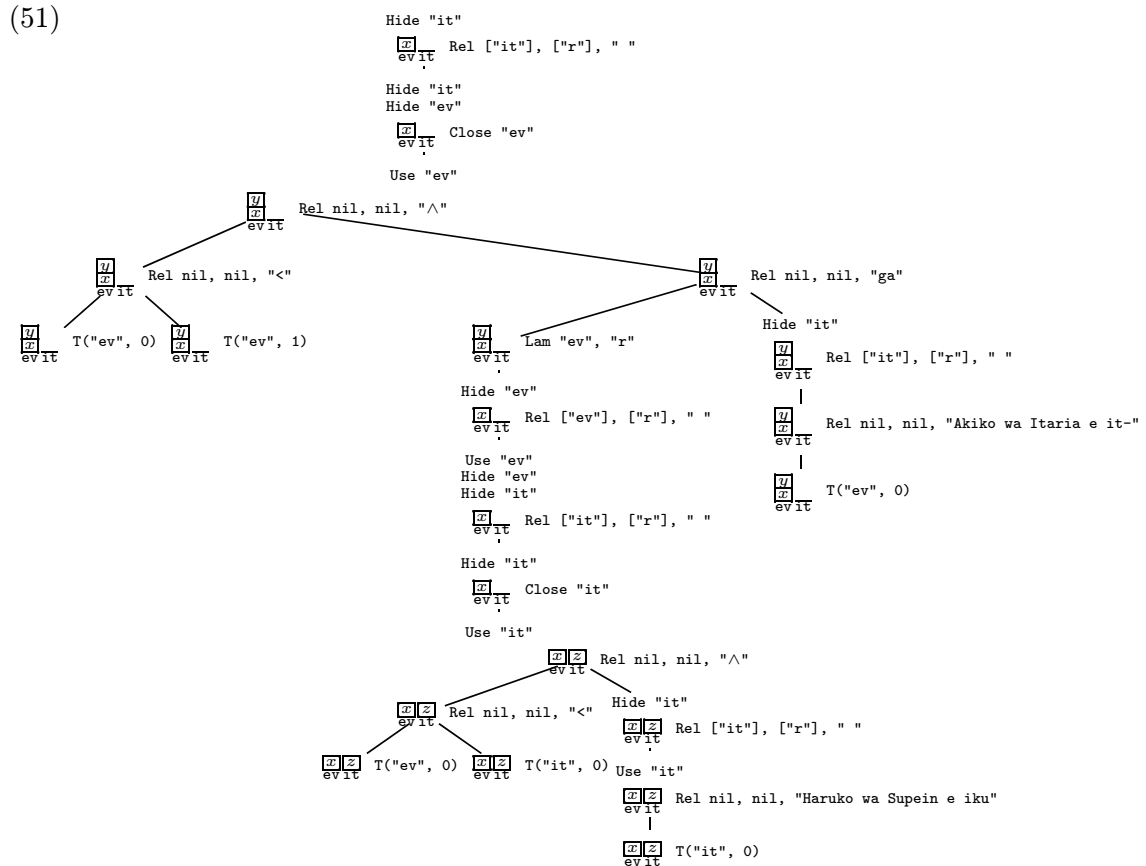 (51)
Hide "it"
x Rel ["it"], ["r"], " "
ev it
Hide "it"
Hide "ev"
x Close "ev"
ev it
Use "ev"
y
x Rel nil, nil, "∧"
ev it
y y
x Rel nil, nil, "<" x Rel nil, nil, "ga"
ev it ev it
Hide "it"
y y y
x T("ev", 0) x T("ev", 1) x Lam "ev", "r"
ev it ev it ev it
y
x Rel ["it"], ["r"], " "
ev it
Hide "ev"
x Rel ["ev"], ["r"], " "
ev it
y
x Rel nil, nil, "Akiko wa Itaria e it-"
ev it
Use "ev"
Hide "ev"
Hide "it"
y
x T("ev", 0)
ev it
x Rel ["it"], ["r"], " "
ev it
Hide "it"
x Close "it"
ev it
Use "it"
x z Rel nil, nil, "∧"
ev it
Hide "it"
x z Rel nil, nil, "<"
ev it
x z Rel ["it"], ["r"], " "
ev it
x z T("ev", 0) x z T("it", 0)
ev it ev it
Use "it"
x z Rel nil, nil, "Haruko wa Supein e iku"
ev it
x z T("it", 0)
ev it